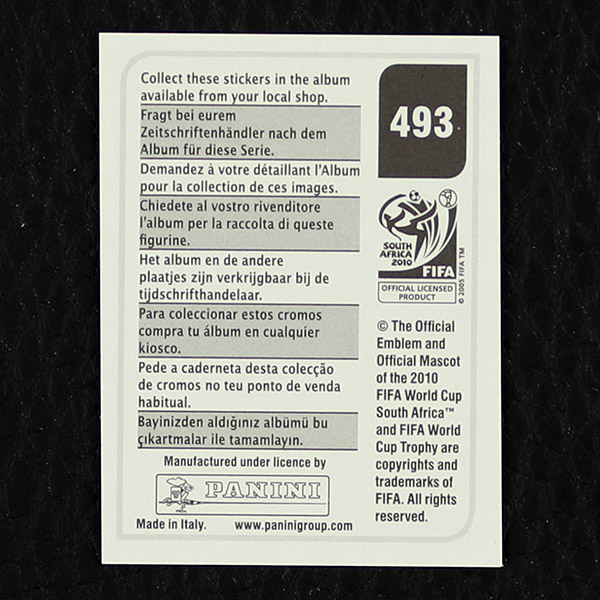 Collect these stickers in the album
available from your local shop.
Fragt bei eurem
Zeitschriftenhändler nach dem
Album für diese Serie.
Demandez à votre détaillant l'Album
pour la collection de ces images.
Chiedete al vostro rivenditore
l'album per la raccolta di queste
figurine.
Het album en de andere
plaatjes zijn verkrijgbaar bij de
tijdschrifthandelaar.
Para coleccionar estos cromos
compra tu álbum en cualquier
kiosco.
Pede a caderneta desta colecção
de cromos no teu ponto de venda
habitual.
Bayinizden aldığınız albümü bu
çıkartmalar ile tamamlayın.
Manufactured under licence by
PANINI
Made in Italy. www.paninigroup.com
493
SOUTH
AFRICA
2010
FIFA
OFFICIAL LICENSED
PRODUCT
© 2005 FIFA TM
© The Official
Emblem and
Official Mascot
of the 2010
FIFA World Cup
South Africa™
and FIFA World
Cup Trophy are
copyrights and
trademarks of
FIFA. All rights
reserved.